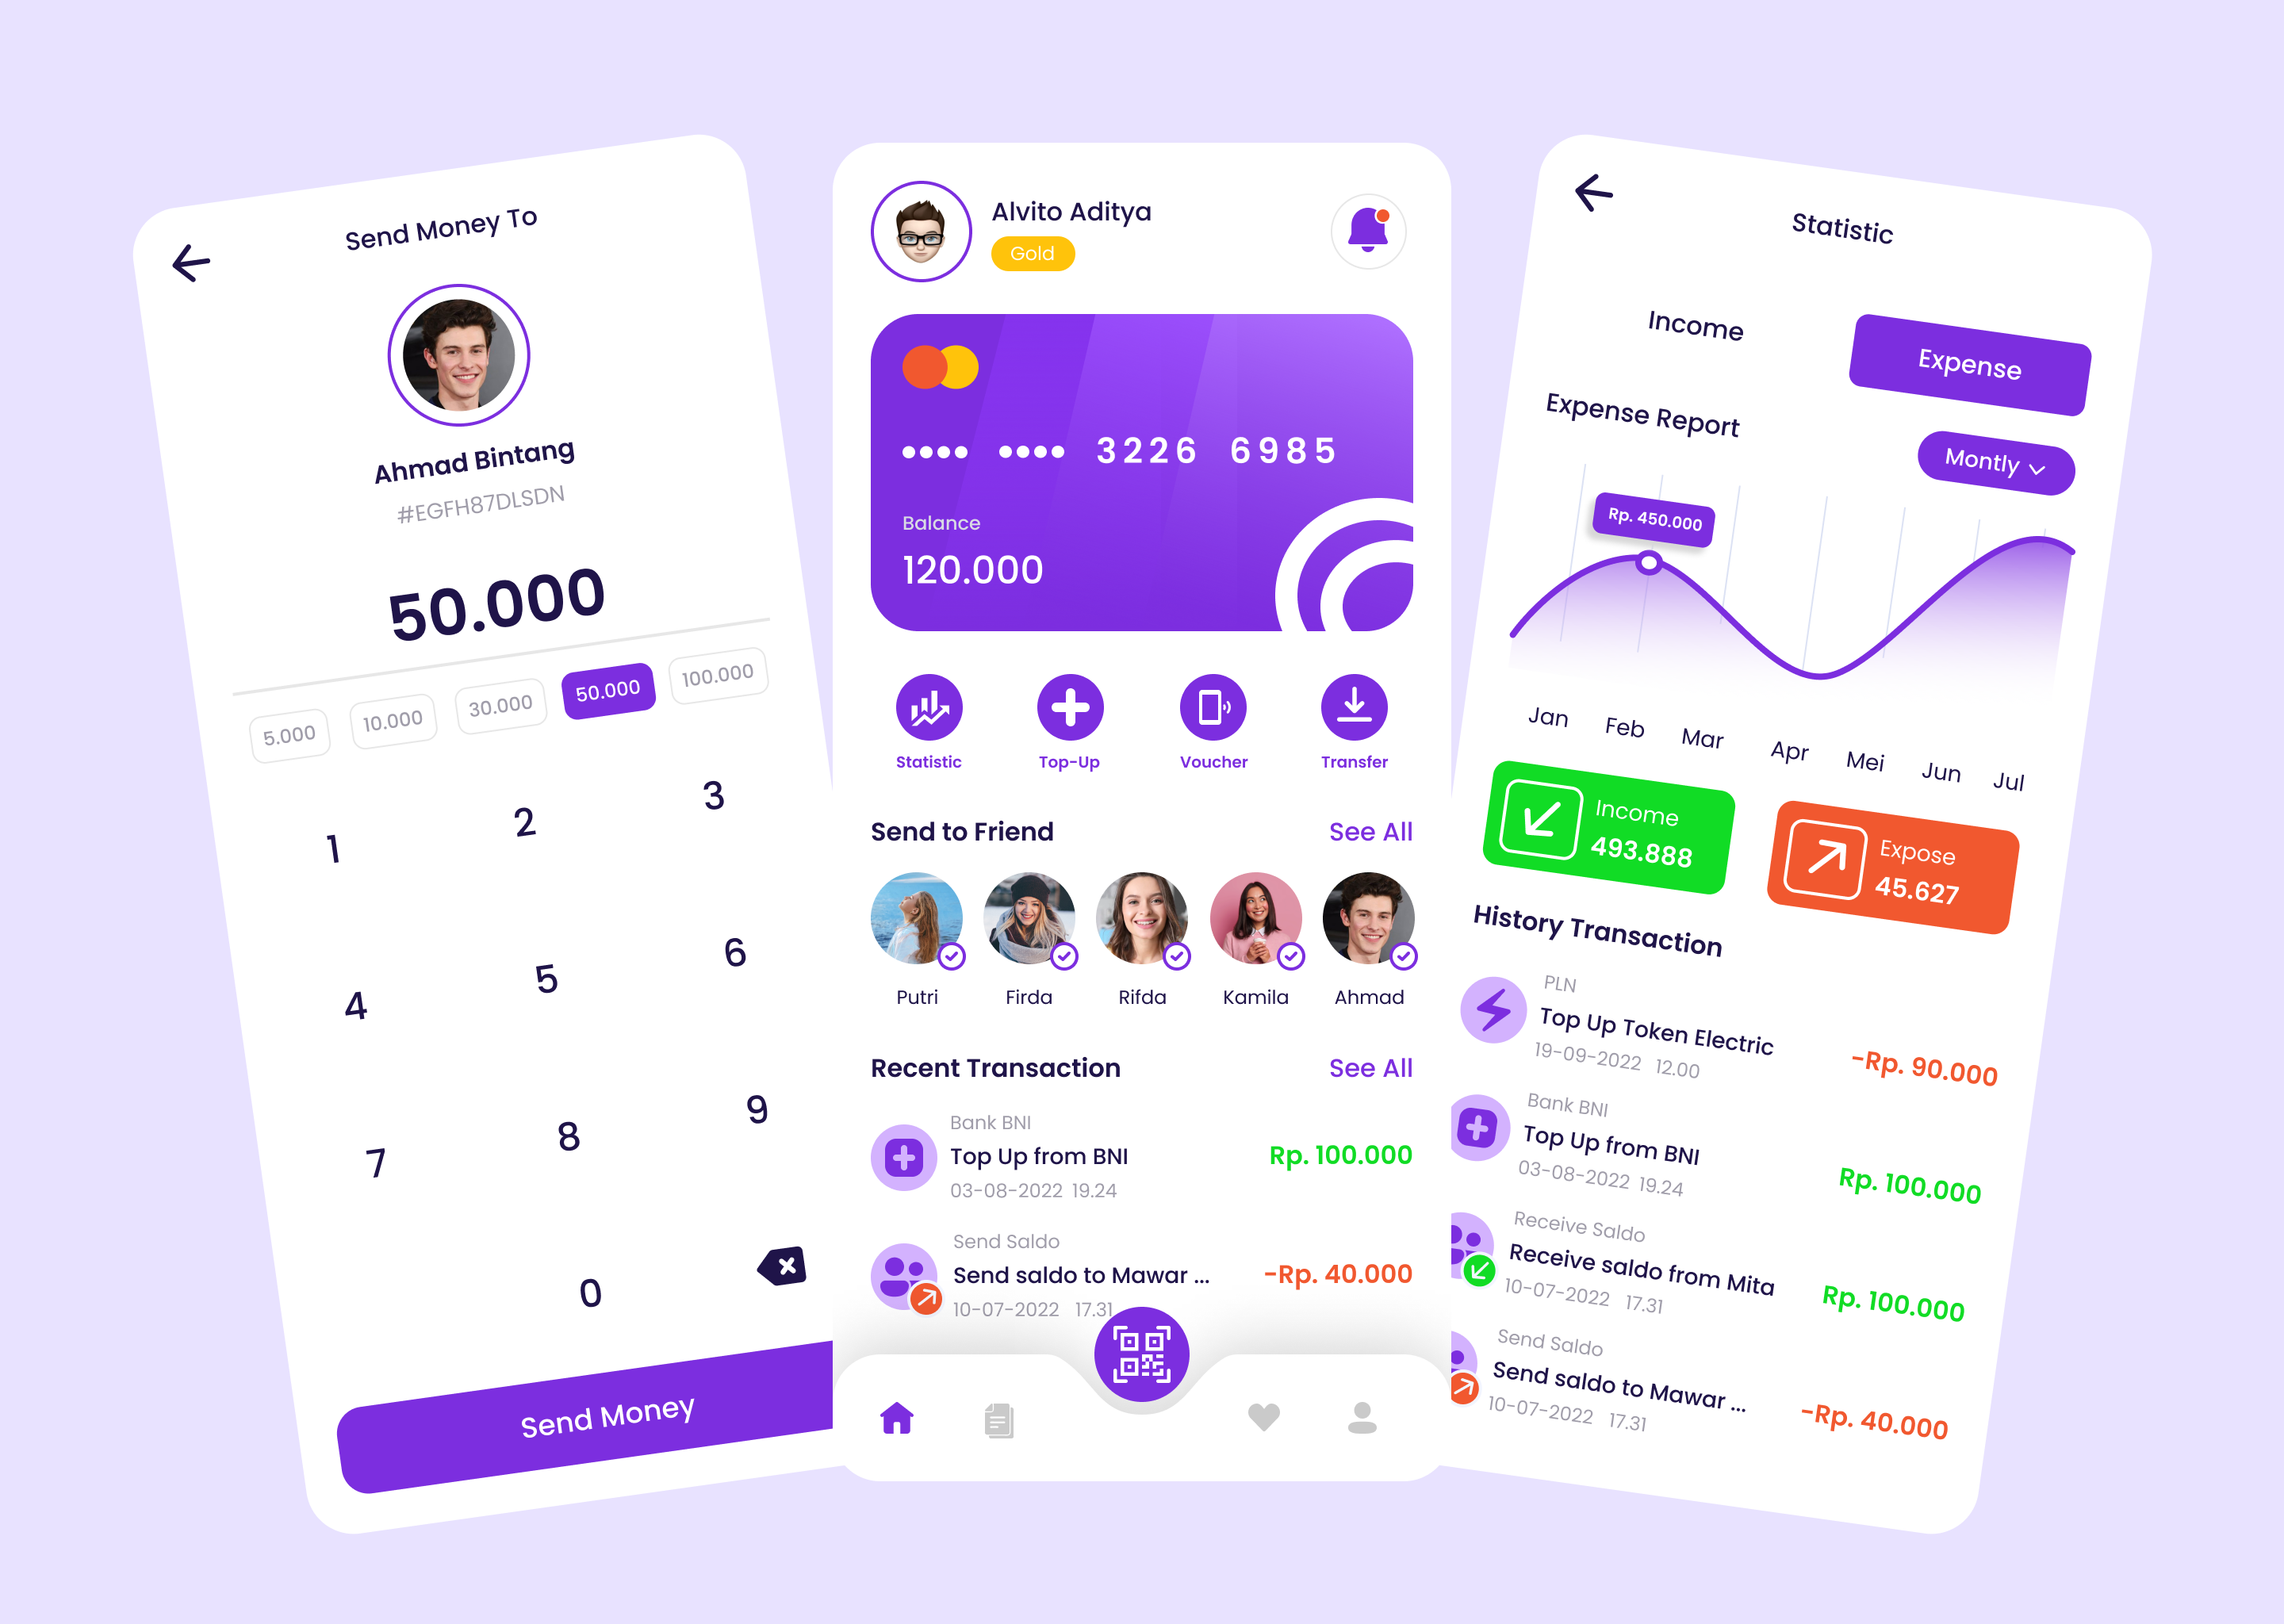 Send Money To
Ahmad Bintang
#EGFH87DLSDN
50.000
5.000 10.000 30.000 50.000 100.000
1 2 3
4 5 6
7 8 9
0
Send Money
Alvito Aditya
Gold
3226 6985
Balance
120.000
Statistic Top-Up Voucher Transfer
Send to Friend See All
Putri Firda Rifda Kamila Ahmad
Recent Transaction See All
Bank BNI
Top Up from BNI Rp. 100.000
03-08-2022 19.24
Send Saldo
Send saldo to Mawar ... -Rp. 40.000
10-07-2022 17.31
Statistic
Income Expense
Expense Report Montly
Rp. 450.000
Jan Feb Mar Apr Mei Jun Jul
Income
493.888
Expose
45.627
History Transaction
PLN
Top Up Token Electric -Rp. 90.000
19-09-2022 12.00
Bank BNI
Top Up from BNI Rp. 100.000
03-08-2022 19.24
Receive Saldo
Receive saldo from Mita Rp. 100.000
10-07-2022 17.31
Send Saldo
Send saldo to Mawar ... -Rp. 40.000
10-07-2022 17.31